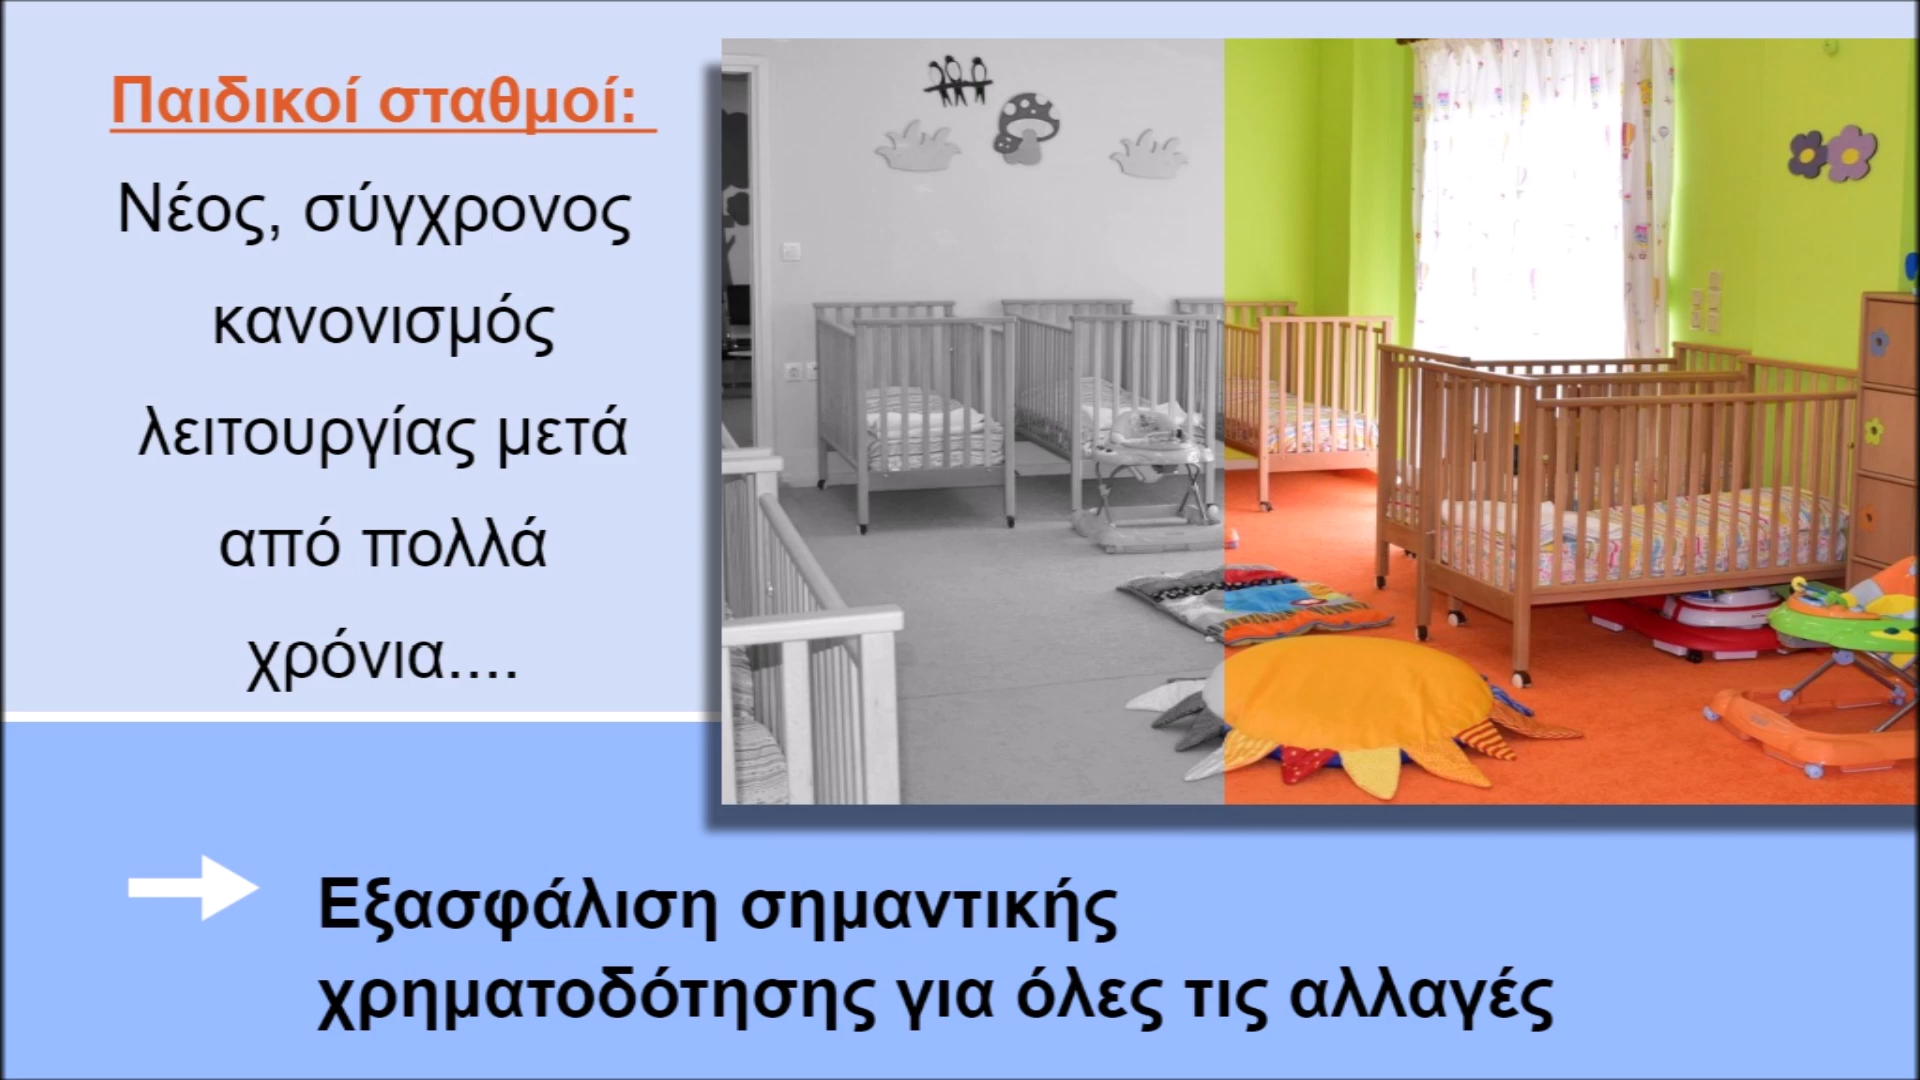 Παιδικοί σταθμοί:
Νέος, σύγχρονος
κανονισμός
λειτουργίας μετά
από πολλά
χρόνια....
Εξασφάλιση σημαντικής
χρηματοδότησης για όλες τις αλλαγές